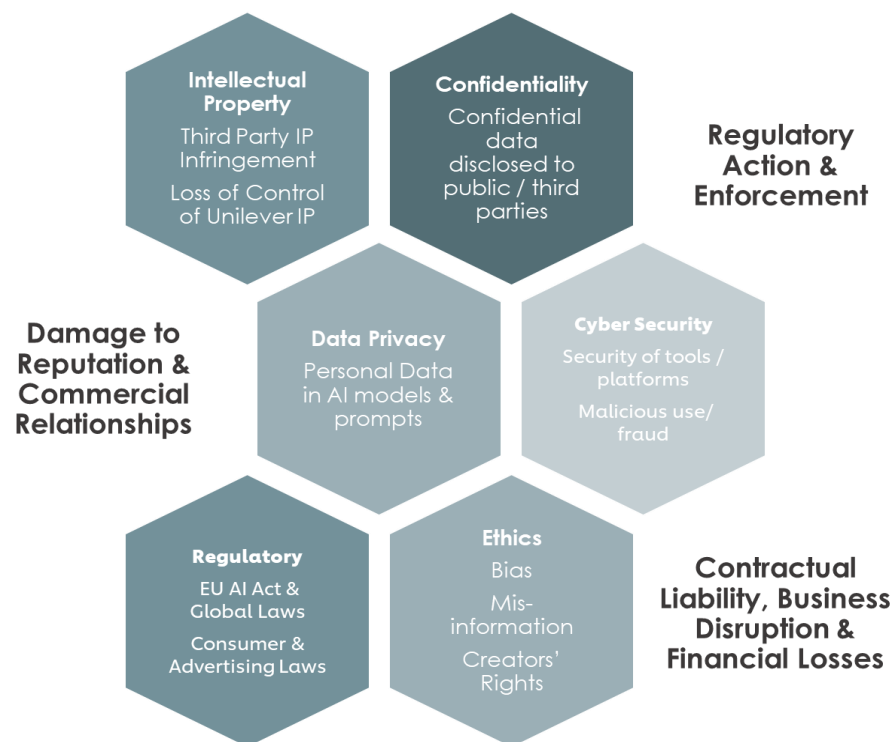 Intellectual
Property
Third Party IP
Infringement
Loss of Control
of Unilever IP
Confidentiality
Confidential
data
disclosed to
public / third
parties
Regulatory
Action &
Enforcement
Damage to
Reputation &
Commercial
Relationships
Data Privacy
Personal Data
in AI models &
prompts
Cyber Security
Security of tools /
platforms
Malicious use/
fraud
Regulatory
EU AI Act &
Global Laws
Consumer &
Advertising Laws
Ethics
Bias
Mis-
information
Creators’
Rights
Contractual
Liability, Business
Disruption &
Financial Losses